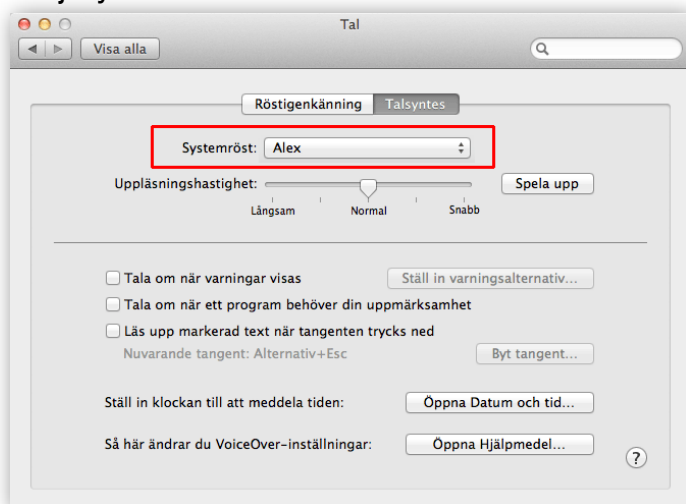 Tal
Visa alla
Röstigenkänning Talsyntes
Systemröst: Alex
Uppläsningshastighet: Spela upp
Långsam Normal Snabb
Tala om när varningar visas Ställ in varningsalternativ...
Tala om när ett program behöver din uppmärksamhet
Läs upp markerad text när tangenten trycks ned
Nuvarande tangent: Alternativ+Esc Byt tangent...
Ställ in klockan till att meddela tiden: Öppna Datum och tid...
Så här ändrar du VoiceOver-inställningar: Öppna Hjälpmedel...
?